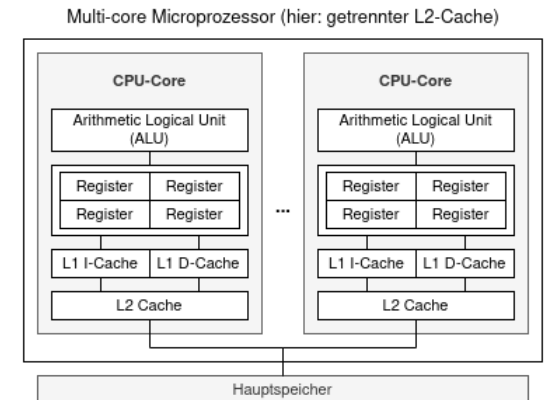 Multi-core Microprozessor (hier: getrennter L2-Cache)
CPU-Core
Arithmetic Logical Unit
(ALU)
Register Register
Register Register
L1 I-Cache L1 D-Cache
L2 Cache
...
CPU-Core
Arithmetic Logical Unit
(ALU)
Register Register
Register Register
L1 I-Cache L1 D-Cache
L2 Cache
Hauptspeicher